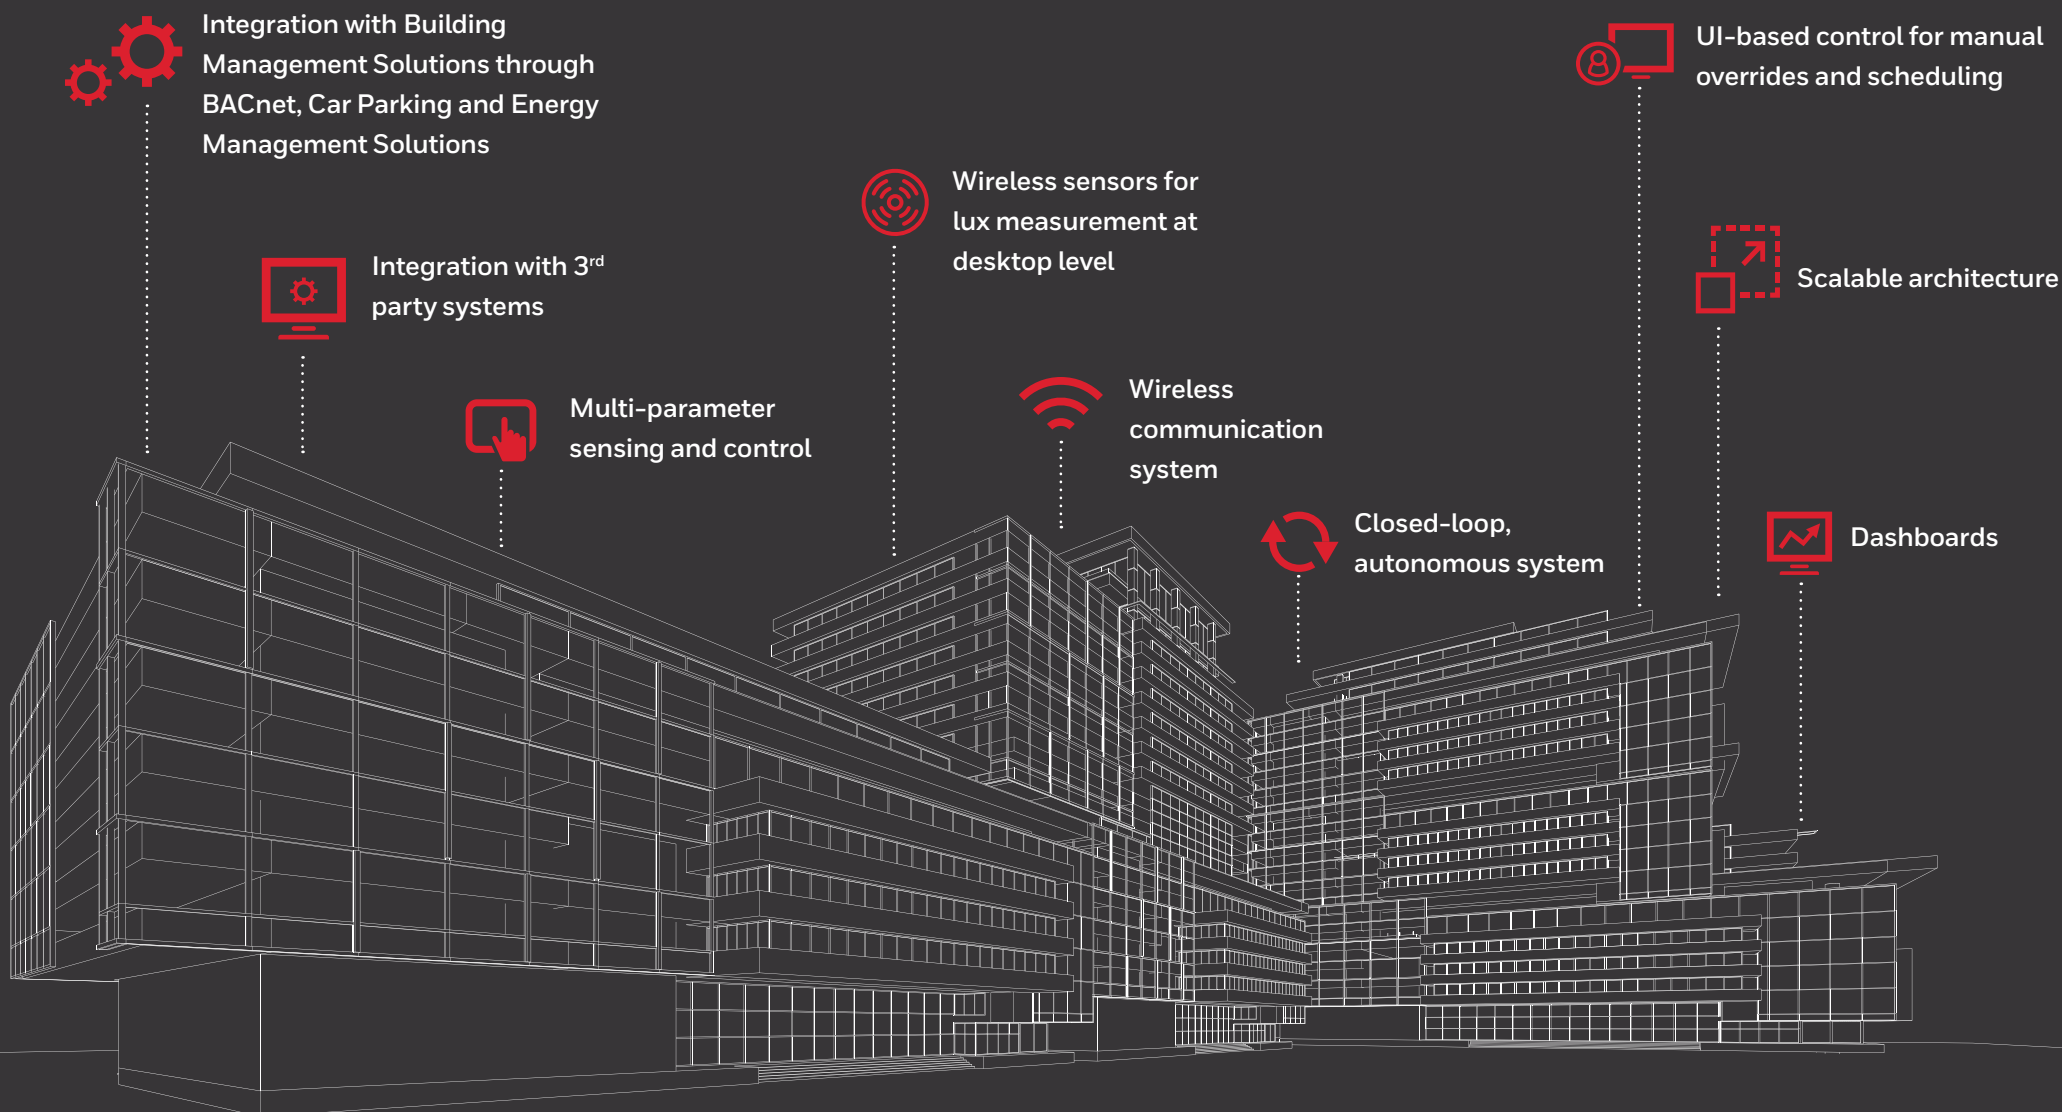 Integration with Building
Management Solutions through
BACnet, Car Parking and Energy
Management Solutions
Integration with 3rd
party systems
Multi-parameter
sensing and control
Wireless sensors for
lux measurement at
desktop level
Wireless
communication
system
Closed-loop,
autonomous system
UI-based control for manual
overrides and scheduling
Scalable architecture
Dashboards